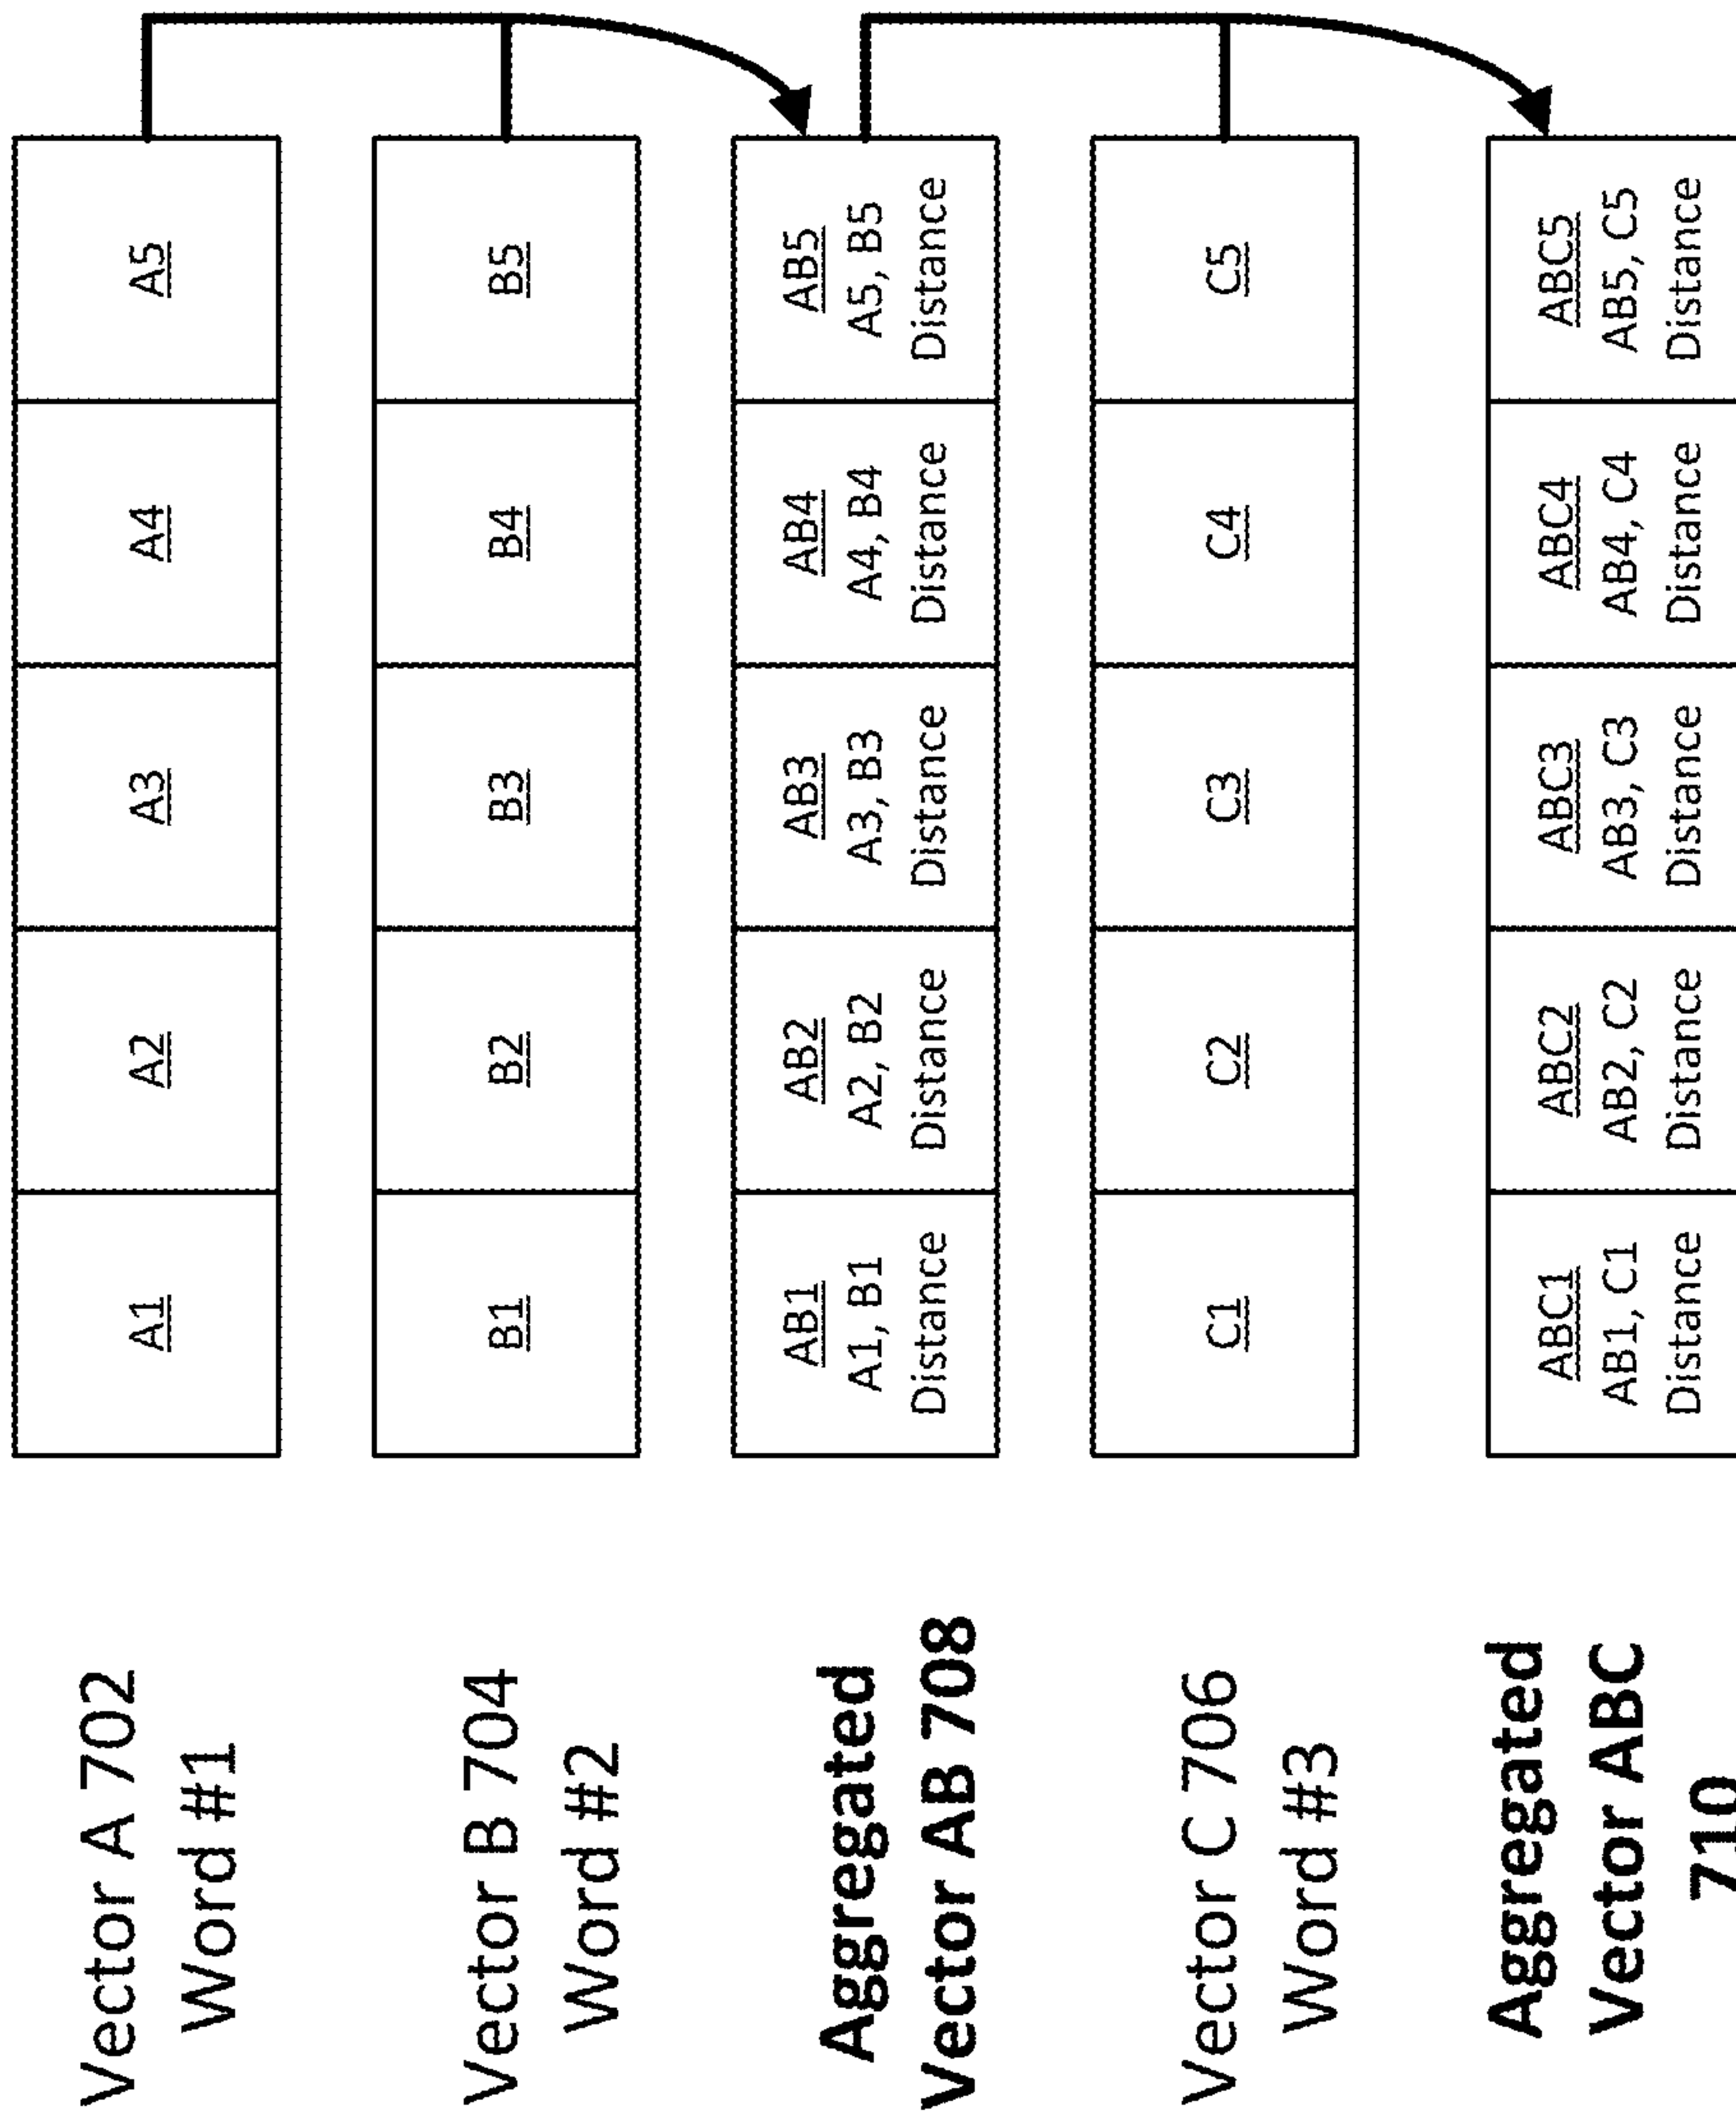 Vector A 702
Word #1
A1
A2
A3
A4
A5
Vector B 704
Word #2
B1
B2
B3
B4
B5
Aggregated
Vector AB 708
AB1
A1, B1
Distance
AB2
A2, B2
Distance
AB3
A3, B3
Distance
AB4
A4, B4
Distance
AB5
A5, B5
Distance
Vector C 706
Word #3
C1
C2
C3
C4
C5
Aggregated
Vector ABC
710
ABC1
AB1, C1
Distance
ABC2
AB2, C2
Distance
ABC3
AB3, C3
Distance
ABC4
AB4, C4
Distance
ABC5
AB5, C5
Distance